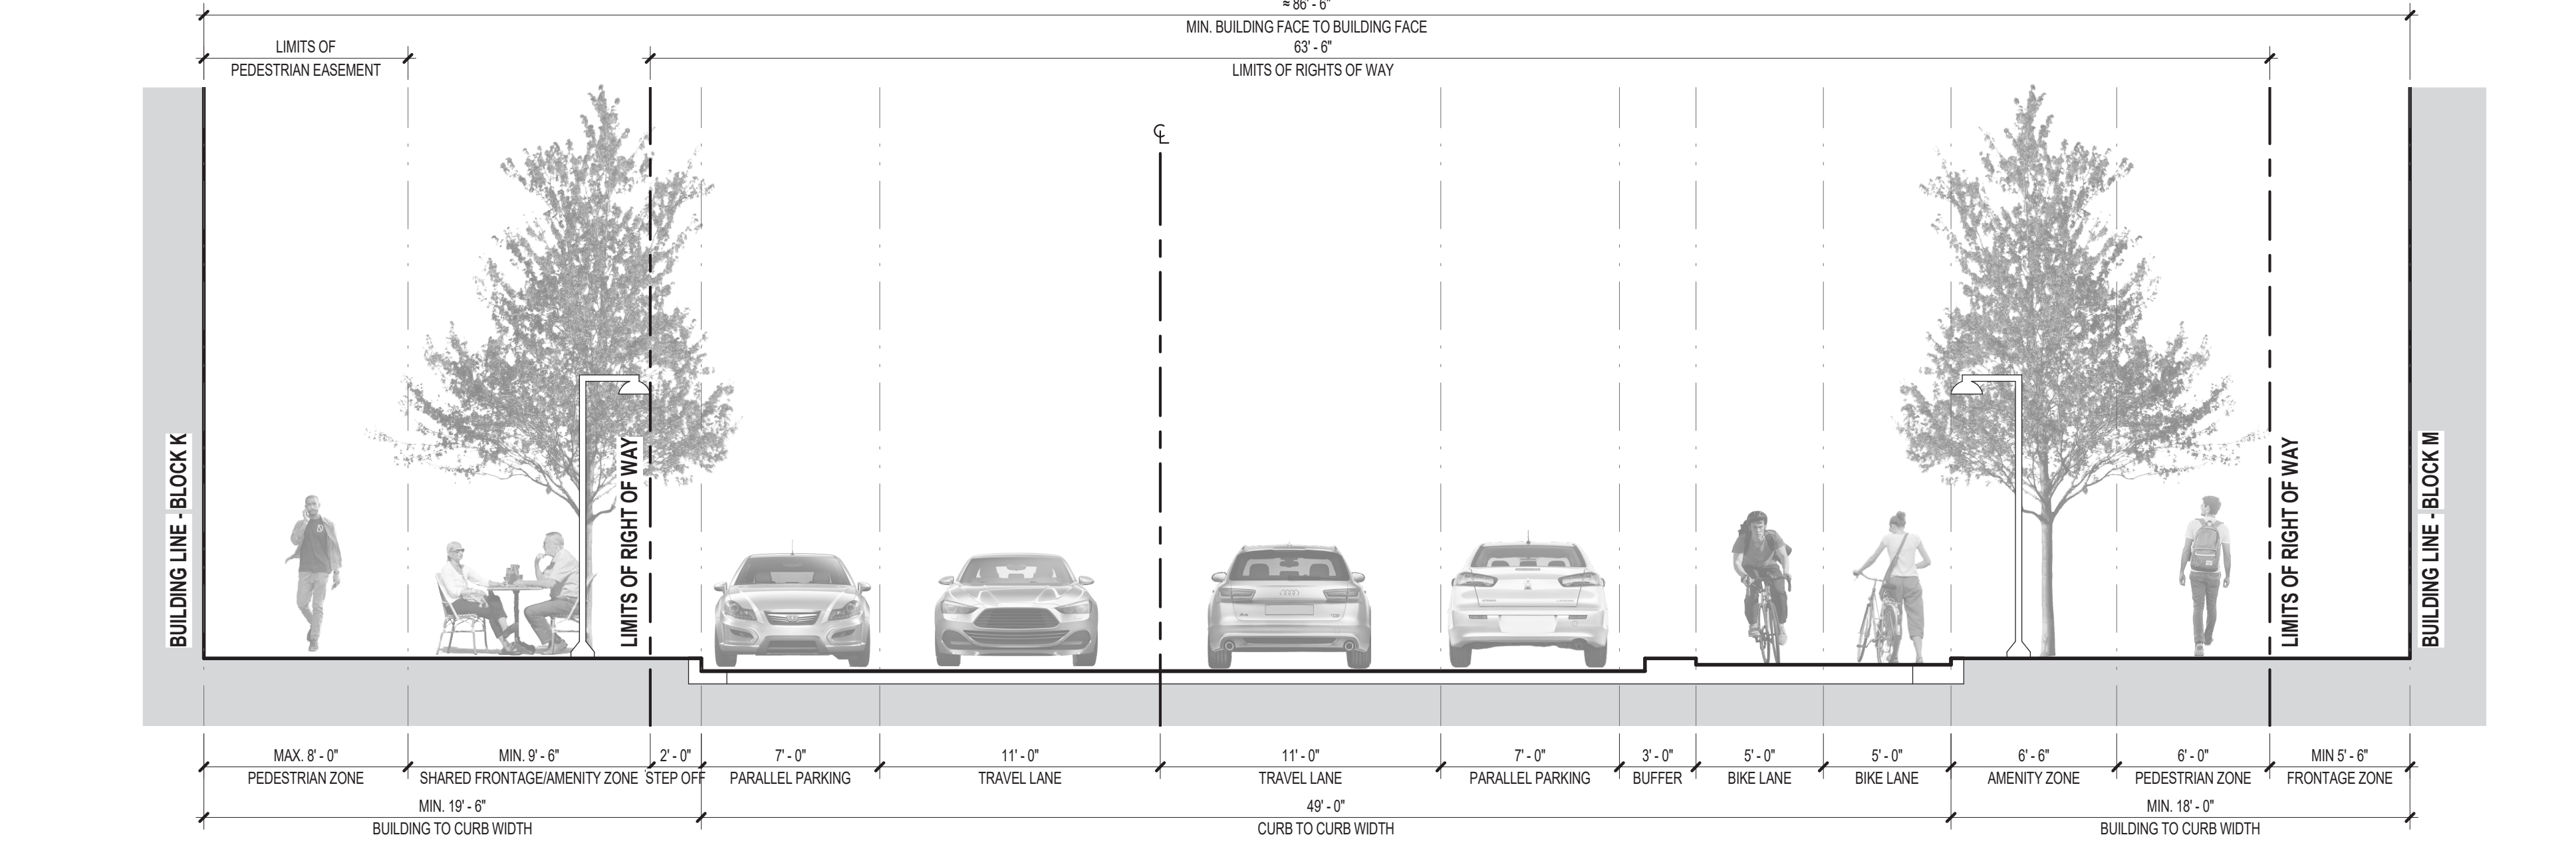 ≈ 86' - 6"
MIN. BUILDING FACE TO BUILDING FACE
LIMITS OF
PEDESTRIAN EASEMENT
63' - 6"
LIMITS OF RIGHTS OF WAY
CL
BUILDING LINE - BLOCK K
LIMITS OF RIGHT OF WAY
LIMITS OF RIGHT OF WAY
BUILDING LINE - BLOCK M
MAX. 8' - 0"
PEDESTRIAN ZONE
MIN. 9' - 6"
SHARED FRONTAGE/AMENITY ZONE
2' - 0"
STEP OFF
7' - 0"
PARALLEL PARKING
11' - 0"
TRAVEL LANE
11' - 0"
TRAVEL LANE
7' - 0"
PARALLEL PARKING
3' - 0"
BUFFER
5' - 0"
BIKE LANE
5' - 0"
BIKE LANE
6' - 6"
AMENITY ZONE
6' - 0"
PEDESTRIAN ZONE
MIN 5' - 6"
FRONTAGE ZONE
MIN. 19' - 6"
BUILDING TO CURB WIDTH
49' - 0"
CURB TO CURB WIDTH
MIN. 18' - 0"
BUILDING TO CURB WIDTH